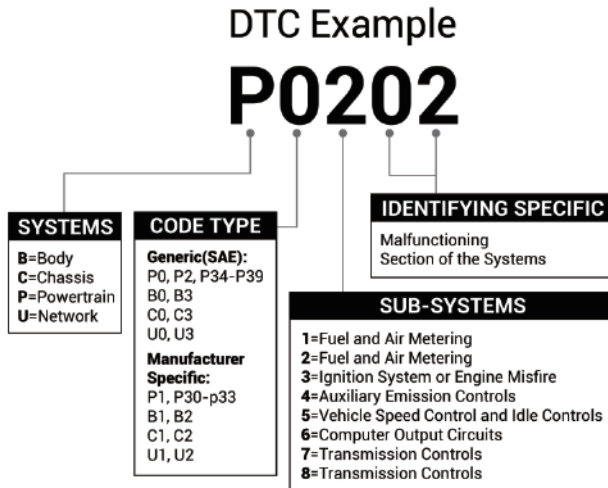 DTC Example
P0202
SYSTEMS
B=Body
C=Chassis
P=Powertrain
U=Network
CODE TYPE
Generic(SAE):
P0, P2, P34-P39
B0, B3
C0, C3
U0, U3
Manufacturer
Specific:
P1, P30-p33
B1, B2
C1, C2
U1, U2
IDENTIFYING SPECIFIC
Malfunctioning
Section of the Systems
SUB-SYSTEMS
1=Fuel and Air Metering
2=Fuel and Air Metering
3=Ignition System or Engine Misfire
4=Auxiliary Emission Controls
5=Vehicle Speed Control and Idle Controls
6=Computer Output Circuits
7=Transmission Controls
8=Transmission Controls